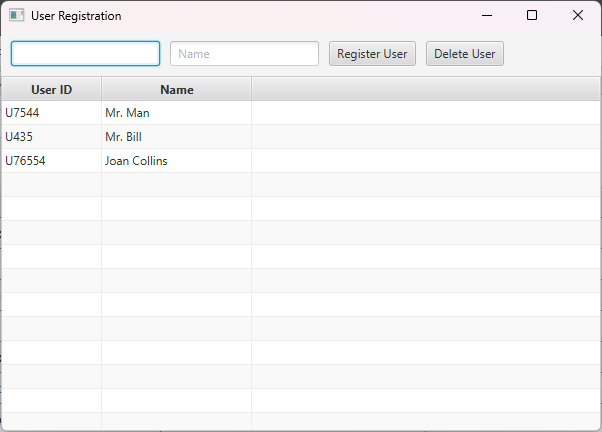 User Registration
Name Register User Delete User
User ID Name
U7544 Mr. Man
U435 Mr. Bill
U76554 Joan Collins